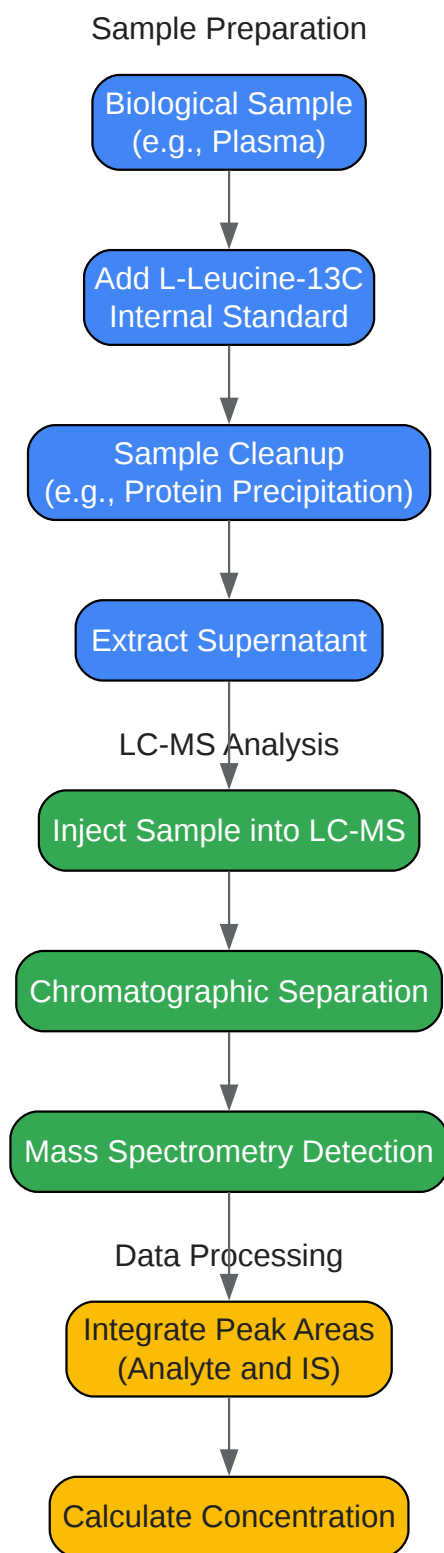 Sample Preparation
Biological Sample
(e.g., Plasma)
Add L-Leucine-13C
Internal Standard
Sample Cleanup
(e.g., Protein Precipitation)
Extract Supernatant
LC-MS Analysis
Inject Sample into LC-MS
Chromatographic Separation
Mass Spectrometry Detection
Data Processing
Integrate Peak Areas
(Analyte and IS)
Calculate Concentration